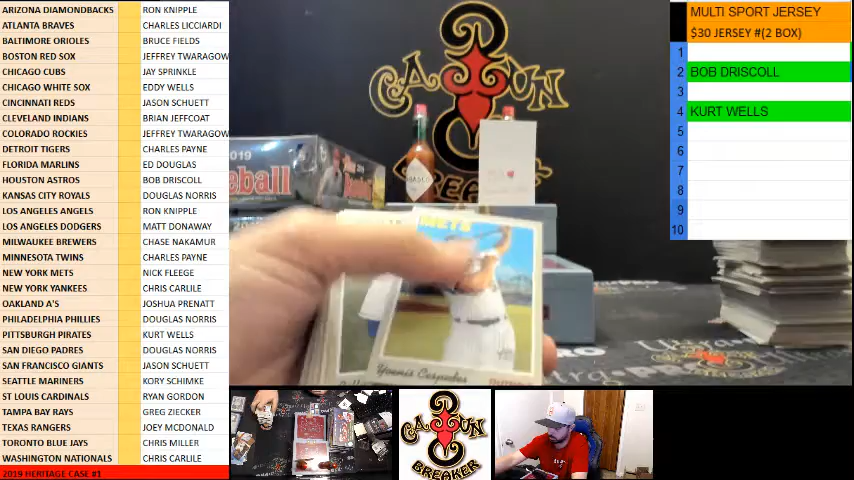 ARIZONA DIAMONDBACKS RON KNIPPLE
ATLANTA BRAVES CHARLES LICCIARDI
BALTIMORE ORIOLES BRUCE FIELDS
BOSTON RED SOX JEFFREY TWARAGOW
CHICAGO CUBS JAY SPRINKLE
CHICAGO WHITE SOX EDDY WELLS
CINCINNATI REDS JASON SCHUETT
CLEVELAND INDIANS BRIAN JEFFCOAT
COLORADO ROCKIES JEFFREY TWARAGOW
DETROIT TIGERS CHARLES PAYNE
FLORIDA MARLINS ED DOUGLAS
HOUSTON ASTROS BOB DRISCOLL
KANSAS CITY ROYALS DOUGLAS NORRIS
LOS ANGELES ANGELS RON KNIPPLE
LOS ANGELES DODGERS MATT DONAWAY
MILWAUKEE BREWERS CHASE NAKAMUR
MINNESOTA TWINS CHARLES PAYNE
NEW YORK METS NICK FLEEGE
NEW YORK YANKEES CHRIS CARLILE
OAKLAND A'S JOSHUA PRENATT
PHILADELPHIA PHILLIES DOUGLAS NORRIS
PITTSBURGH PIRATES KURT WELLS
SAN DIEGO PADRES DOUGLAS NORRIS
SAN FRANCISCO GIANTS JASON SCHUETT
SEATTLE MARINERS KORY SCHIMKE
ST LOUIS CARDINALS RYAN GORDON
TAMPA BAY RAYS GREG ZIECKER
TEXAS RANGERS JOEY MCDONALD
TORONTO BLUE JAYS CHRIS MILLER
WASHINGTON NATIONALS CHRIS CARLILE
2019 HERITAGE CASE #1
CAJUN
BREAKER
2019
TABASCO
METS
Yoenis Cespedes
MULTI SPORT JERSEY
$30 JERSEY #(2 BOX)
1
2 BOB DRISCOLL
3
4 KURT WELLS
5
6
7
8
9
10
CAJUN
BREAKER